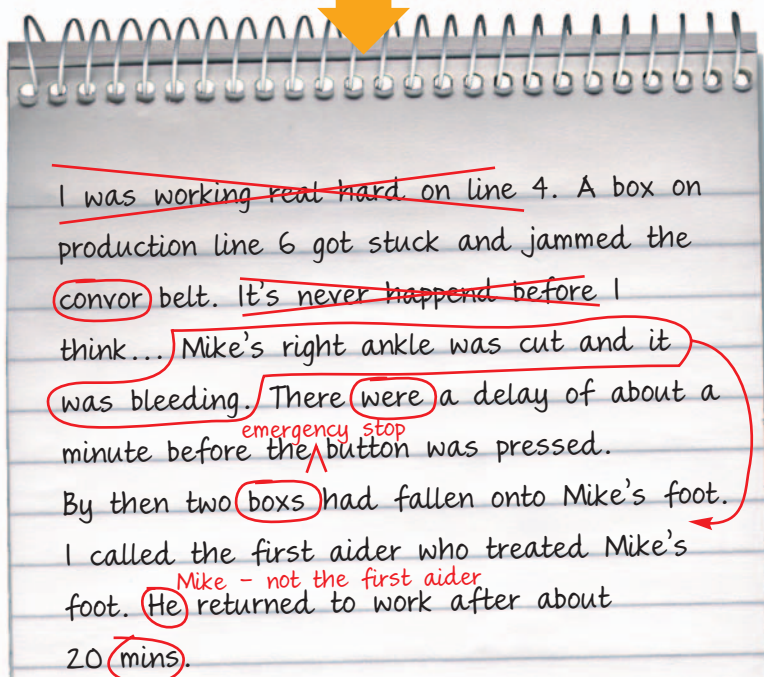 I was working real hard on line 4. A box on
production line 6 got stuck and jammed the
convor belt. It's never happend before I
think... Mike's right ankle was cut and it
was bleeding. There were a delay of about a
emergency stop
minute before the button was pressed.
By then two boxs had fallen onto Mike's foot.
I called the first aider who treated Mike's
Mike - not the first aider
foot. He returned to work after about
20 mins.